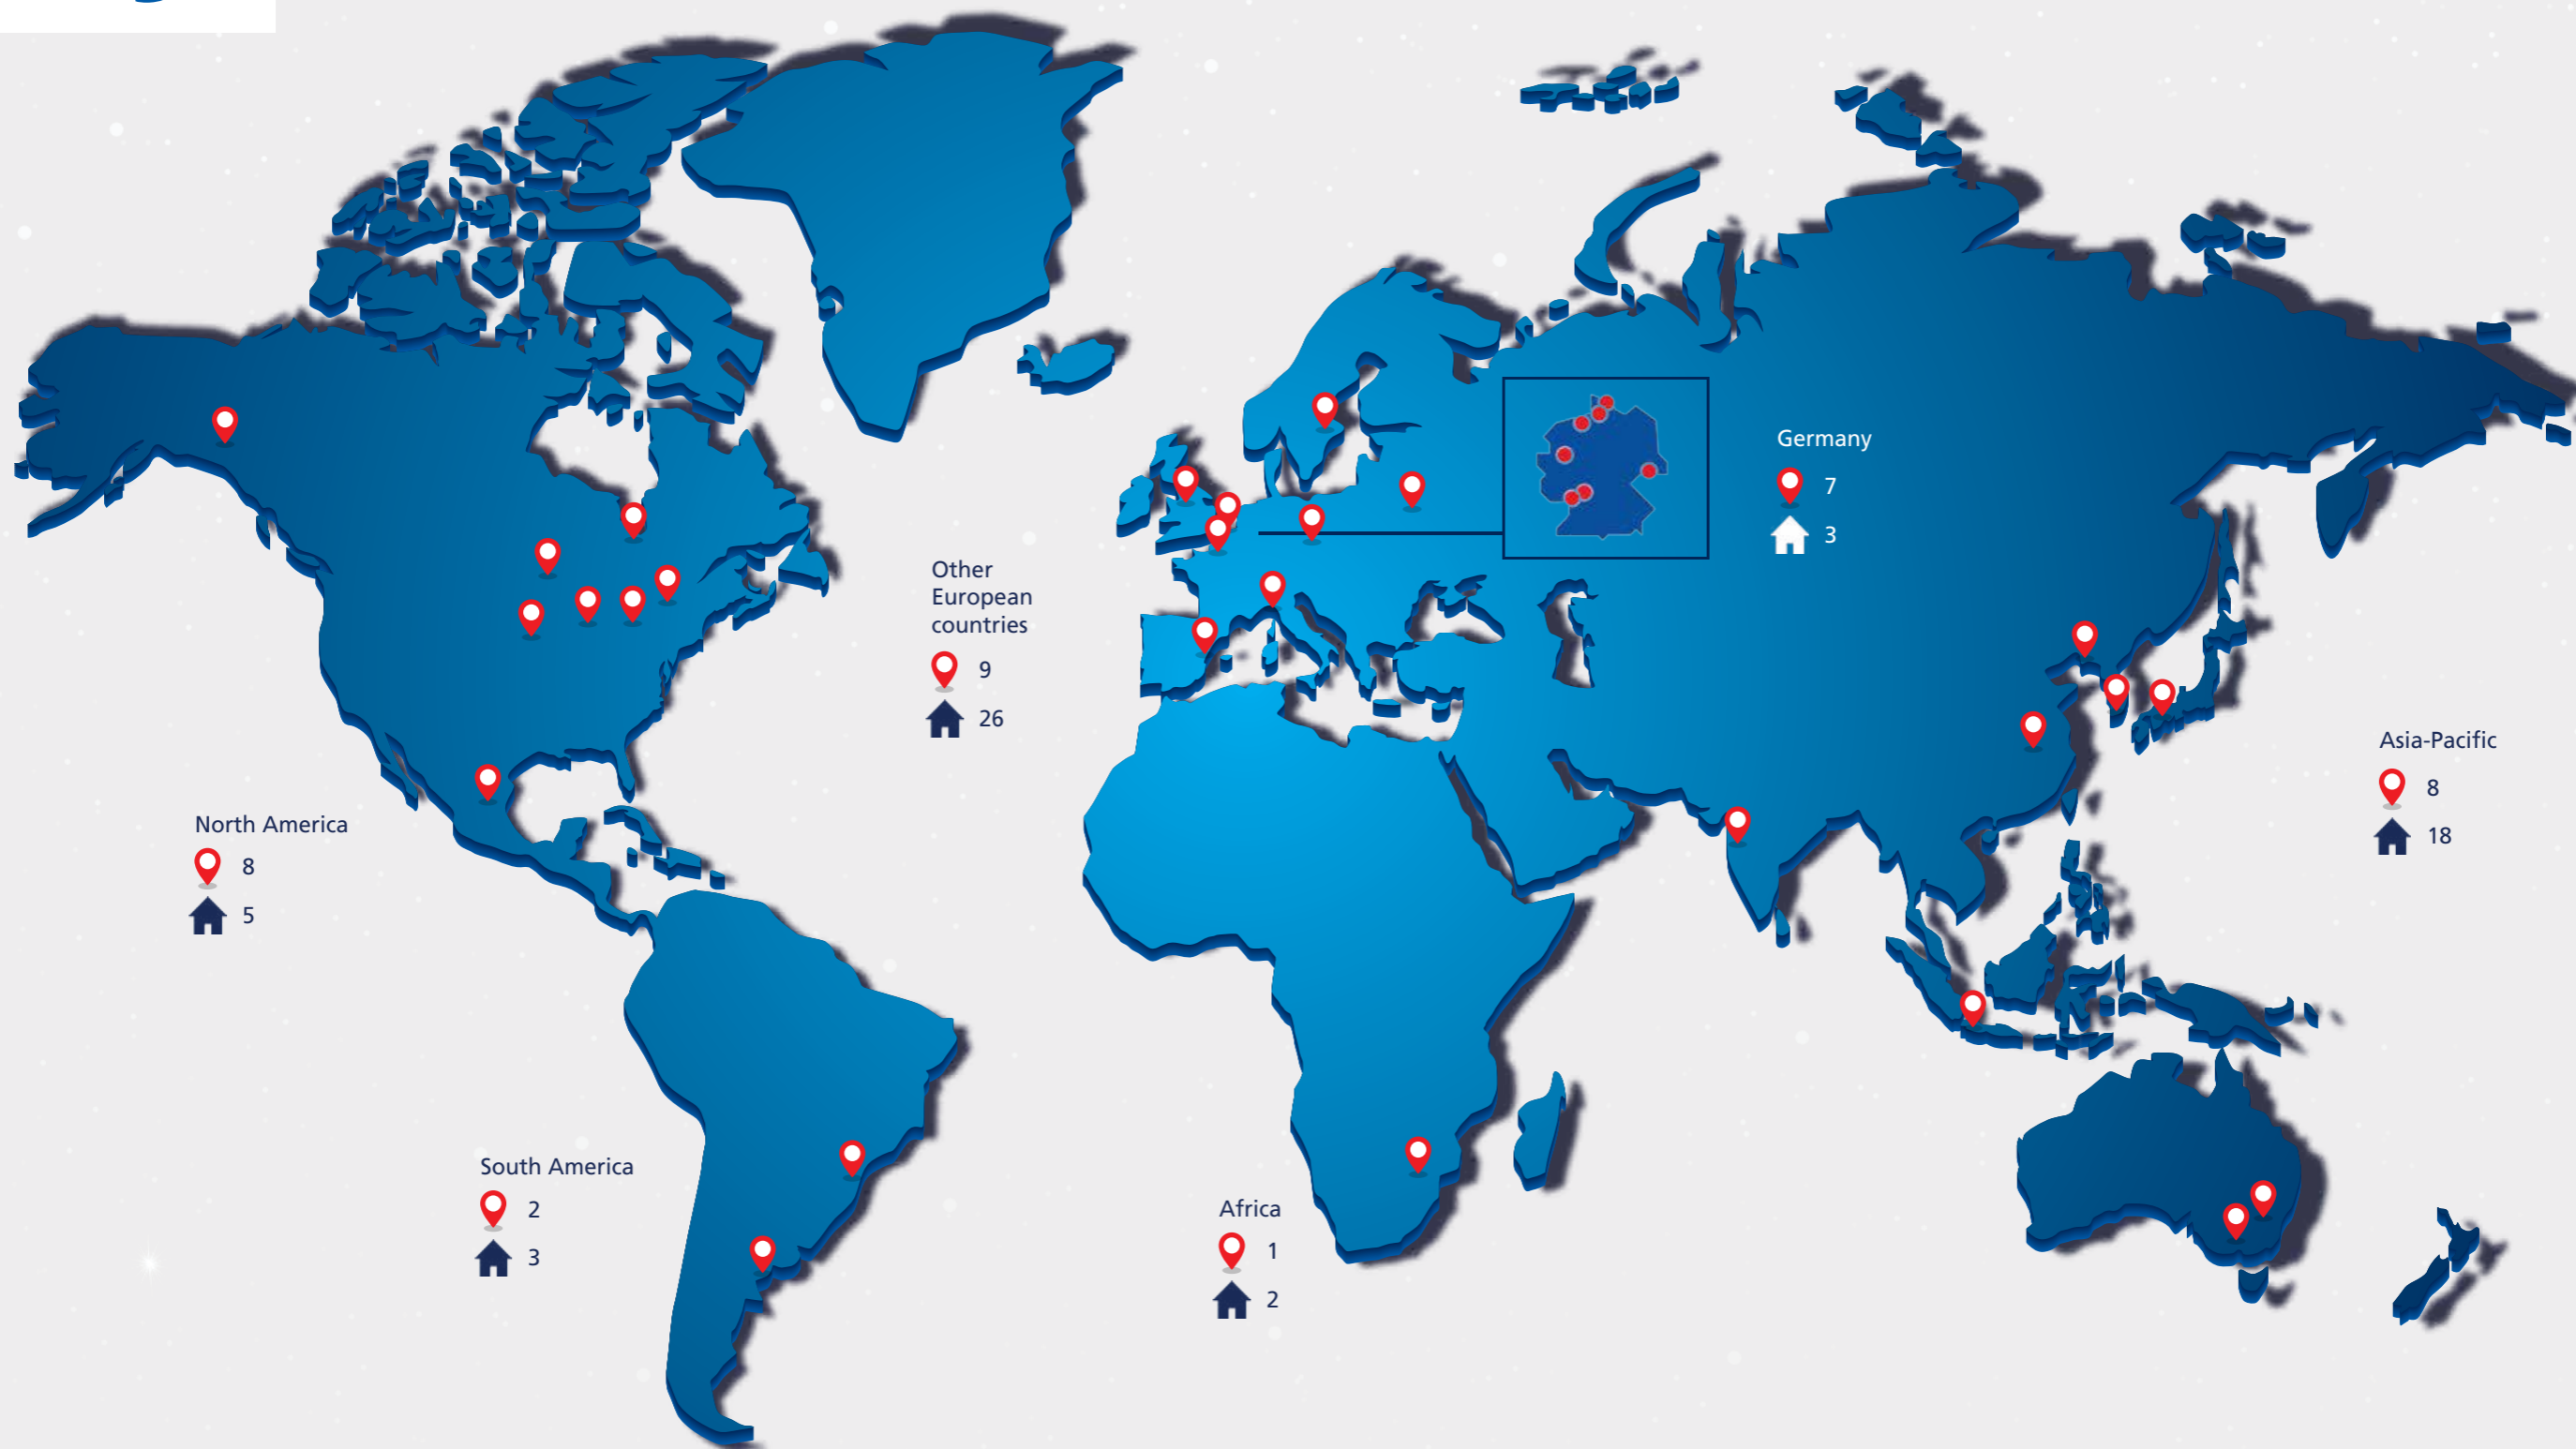 Germany
7
3
Other
European
countries
9
26
Asia-Pacific
8
18
North America
8
5
South America
2
3
Africa
1
2